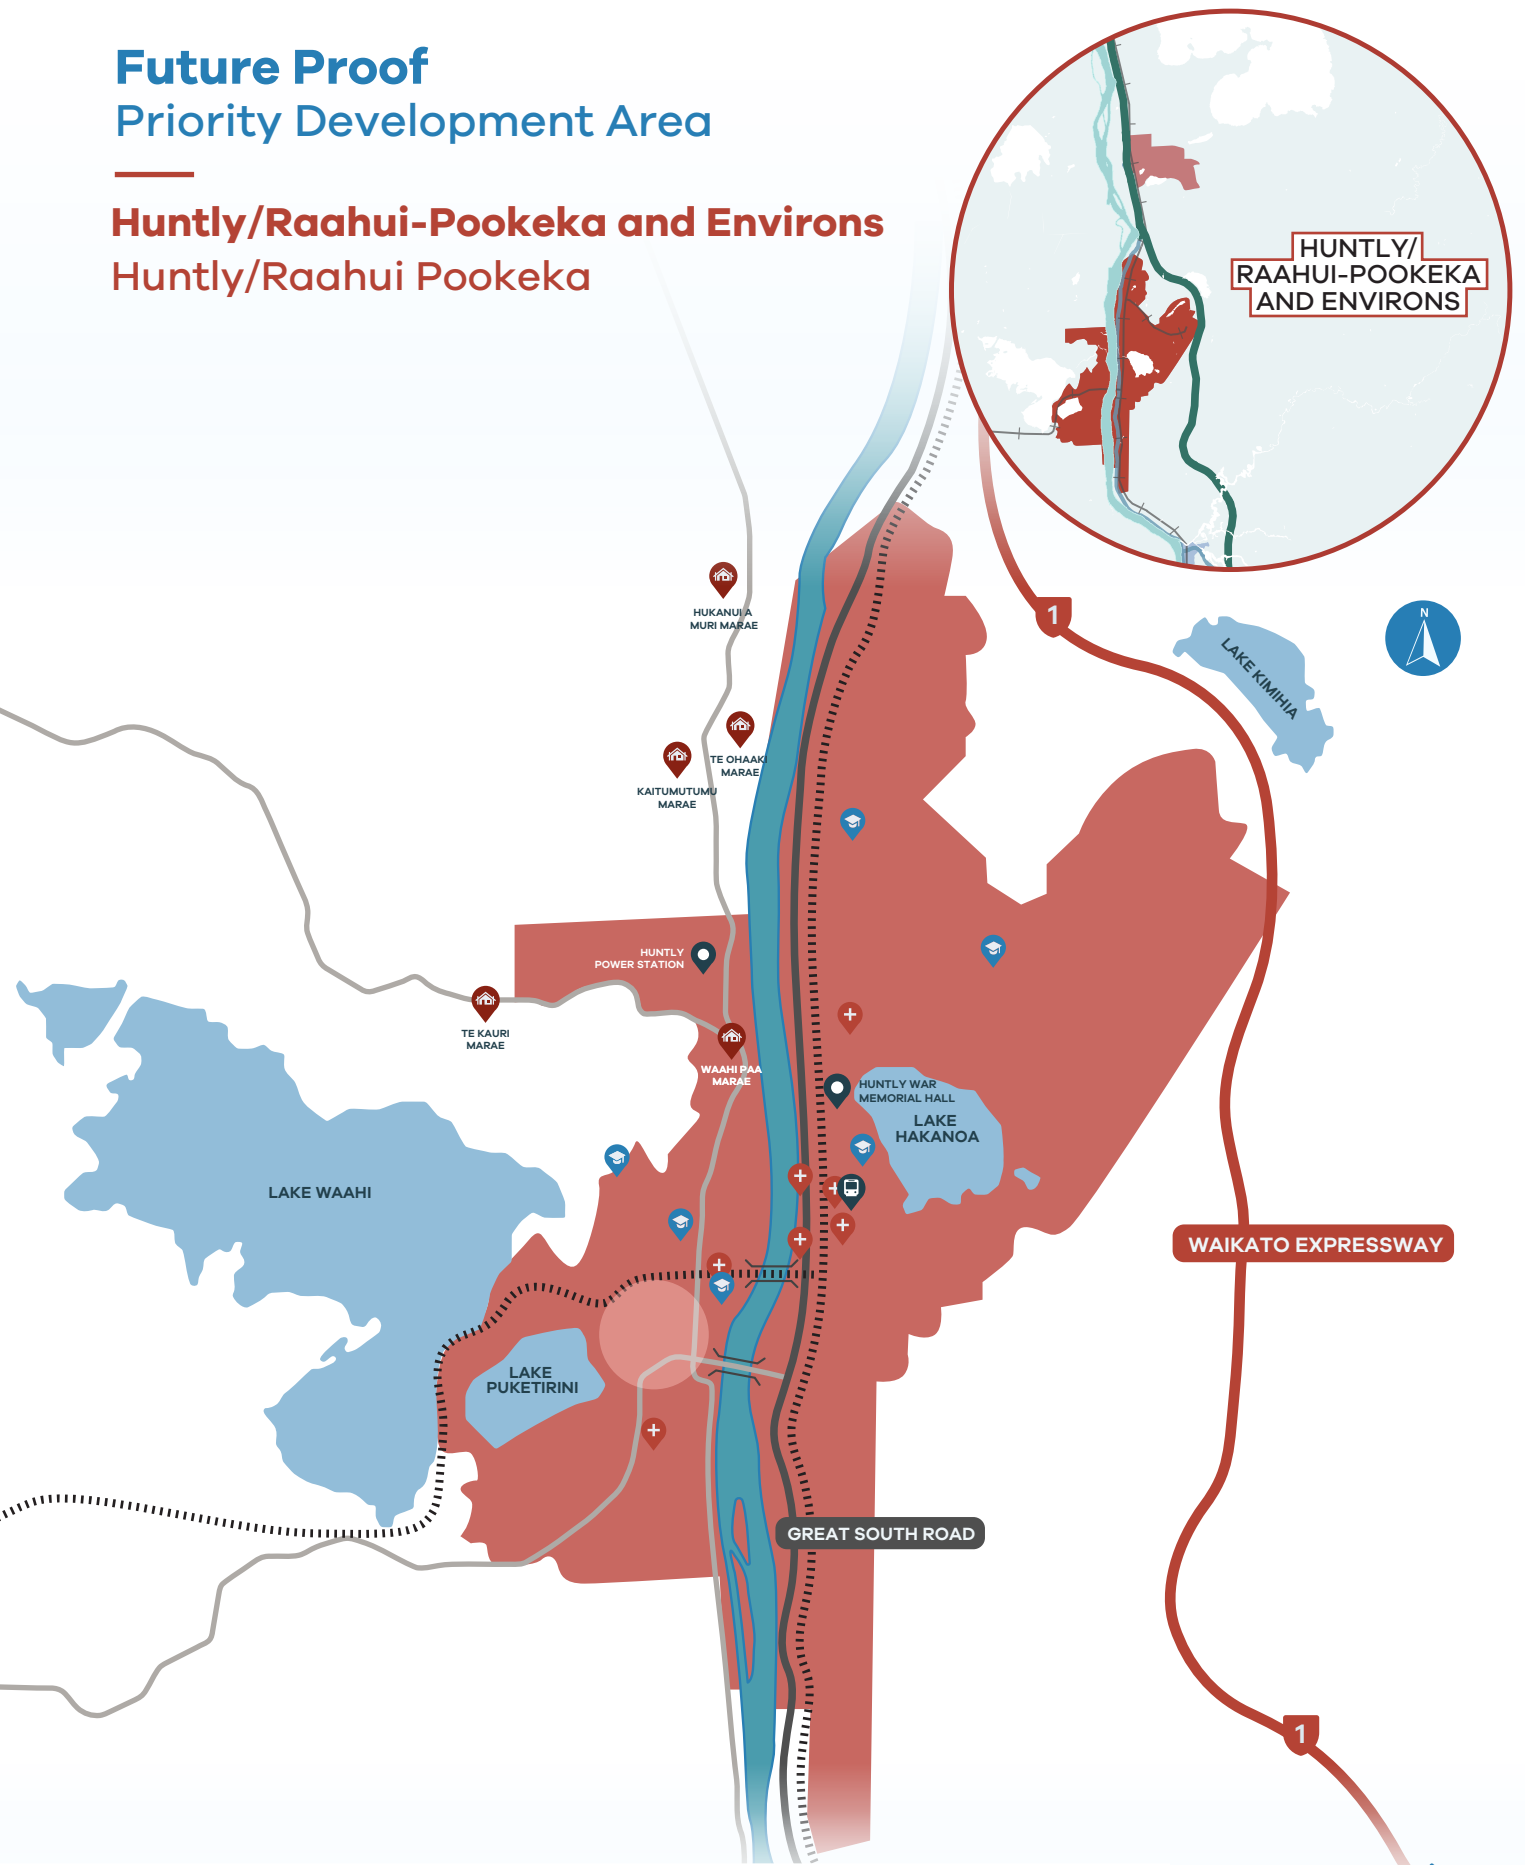 Future Proof
Priority Development Area
Huntly/Raahui-Pookeka and Environs
Huntly/Raahui Pookeka
HUNTLY/
RAAHUI-POOKEKA
AND ENVIRONS
1
N
LAKE KIMIHIA
HUKANUI A
MURI MARAE
TE OHAAKI
MARAE
KAITUMUTUMU
MARAE
HUNTLY
POWER STATION
TE KAURI
MARAE
WAAHI PAA
MARAE
HUNTLY WAR
MEMORIAL HALL
LAKE
HAKANOA
LAKE WAAHI
WAIKATO EXPRESSWAY
LAKE
PUKETIRINI
GREAT SOUTH ROAD
1